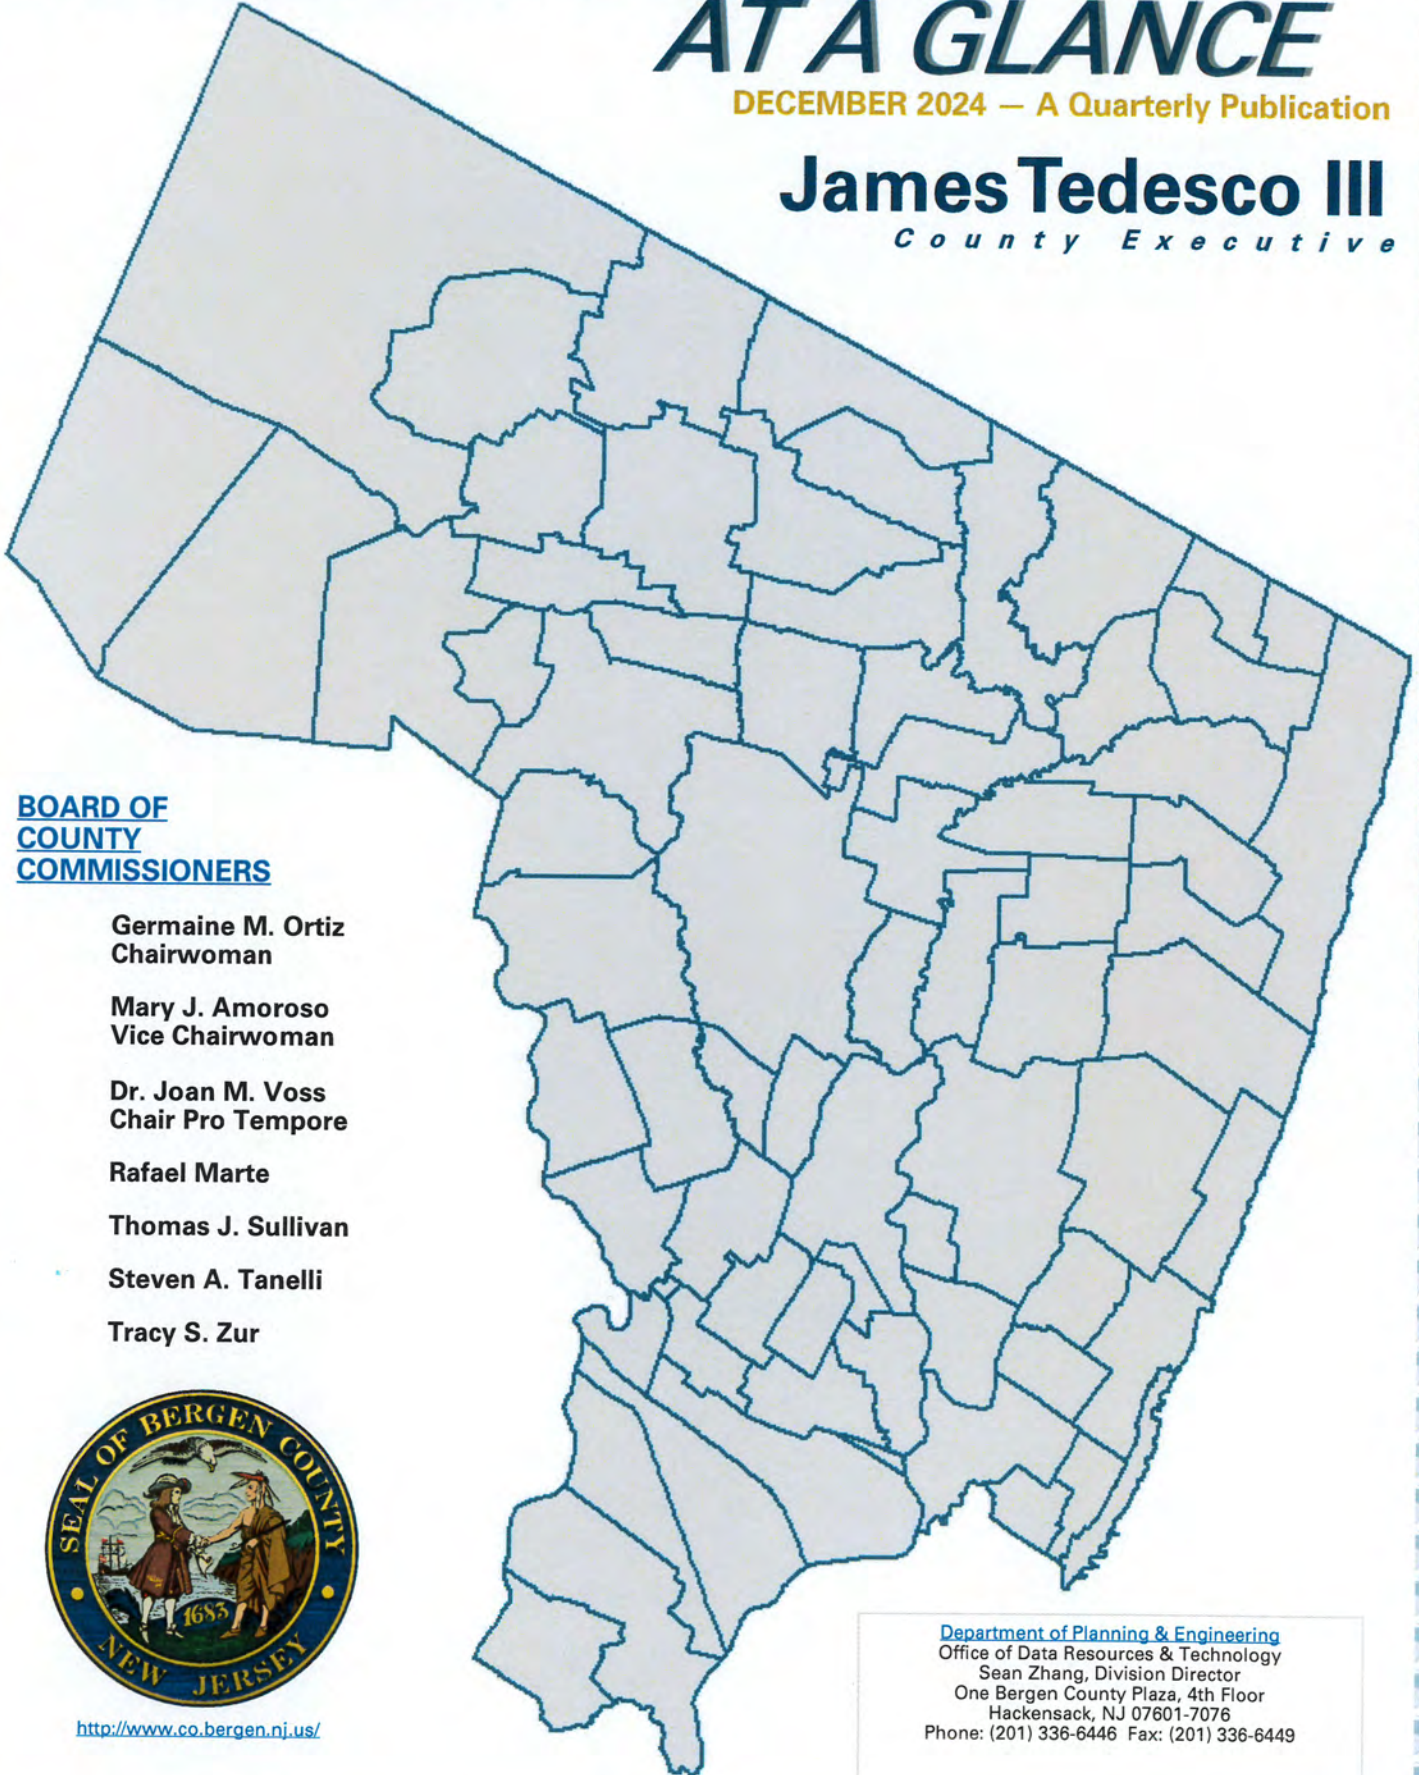 AT A GLANCE
DECEMBER 2024 — A Quarterly Publication
James Tedesco III
County Executive
BOARD OF
COUNTY
COMMISSIONERS
Germaine M. Ortiz
Chairwoman
Mary J. Amoroso
Vice Chairwoman
Dr. Joan M. Voss
Chair Pro Tempore
Rafael Marte
Thomas J. Sullivan
Steven A. Tanelli
Tracy S. Zur
SEAL OF BERGEN COUNTY
1683
NEW JERSEY
http://www.co.bergen.nj.us/
Department of Planning & Engineering
Office of Data Resources & Technology
Sean Zhang, Division Director
One Bergen County Plaza, 4th Floor
Hackensack, NJ 07601-7076
Phone: (201) 336-6446 Fax: (201) 336-6449